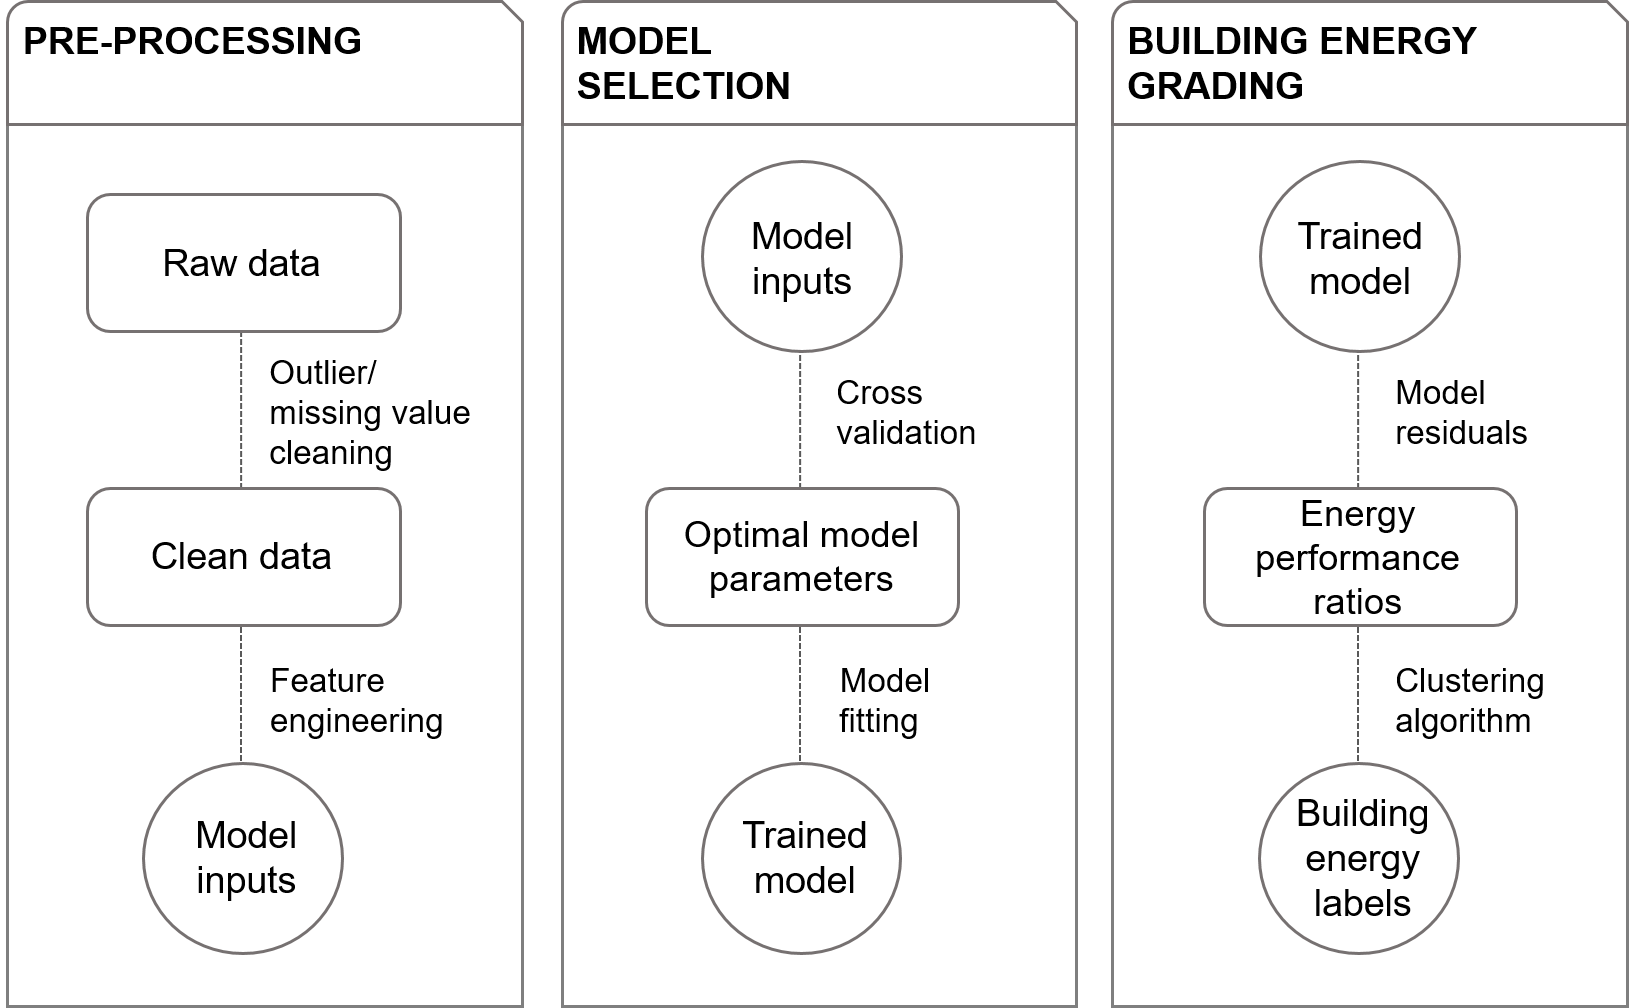 PRE-PROCESSING
Raw data
Outlier/
missing value
cleaning
Clean data
Feature
engineering
Model
inputs
MODEL
SELECTION
Model
inputs
Cross
validation
Optimal model
parameters
Model
fitting
Trained
model
BUILDING ENERGY
GRADING
Trained
model
Model
residuals
Energy
performance
ratios
Clustering
algorithm
Building
energy
labels